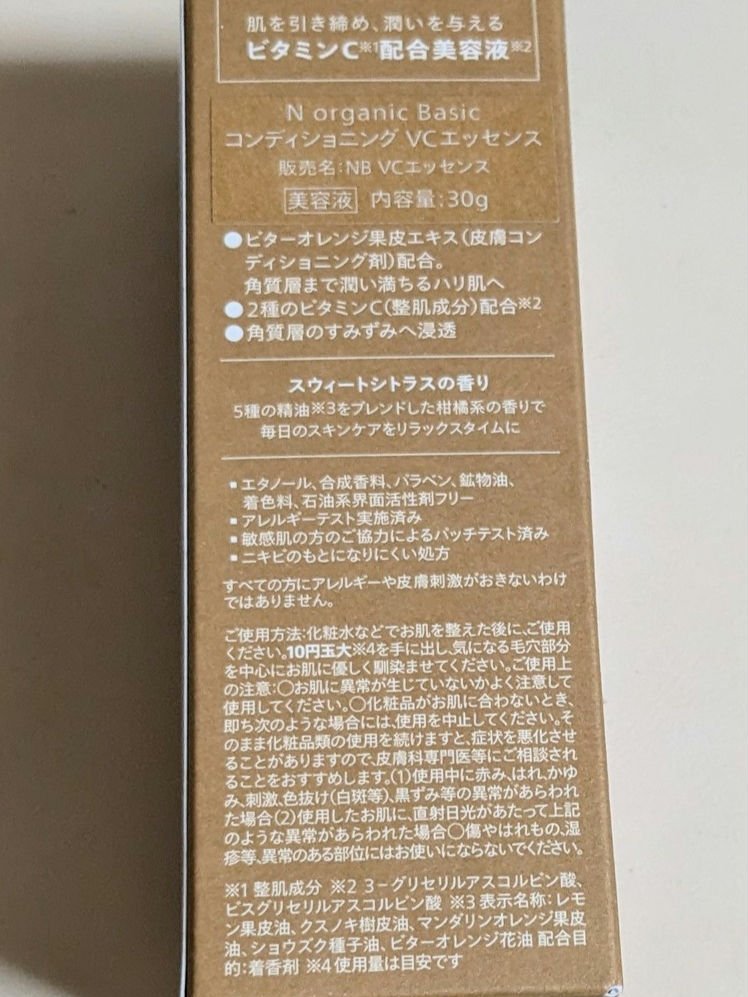 肌を引き締め、潤いを与える
ビタミンC※1配合美容液※2
N organic Basic
コンディショニング VCエッセンス
販売名:NB VCエッセンス
美容液 内容量:30g
●ビターオレンジ果皮エキス(皮膚コン
ディショニング剤)配合。
角質層まで潤い満ちるハリ肌へ
●2種のビタミンC(整肌成分)配合※2
●角質層のすみずみへ浸透
スウィートシトラスの香り
5種の精油※3をブレンドした柑橘系の香りで
毎日のスキンケアをリラックスタイムに
▪エタノール、合成香料、パラベン、鉱物油、
着色料、石油系界面活性剤フリー
▪アレルギーテスト実施済み
▪敏感肌の方のご協力によるパッチテスト済み
▪ニキビのもとになりにくい処方
すべての方にアレルギーや皮膚刺激がおきないわけ
ではありません。
ご使用方法:化粧水などでお肌を整えた後に、ご使用
ください。10円玉大※4を手に出し、気になる毛穴部分
を中心にお肌に優しく馴染ませてください。ご使用上
の注意:○お肌に異常が生じていないかよく注意して
使用してください。○化粧品がお肌に合わないとき、
即ち次のような場合には、使用を中止してください。そ
のまま化粧品類の使用を続けますと、症状を悪化させ
ることがありますので、皮膚科専門医等にご相談され
ることをおすすめします。(1)使用中に赤み、はれ、かゆ
み、刺激、色抜け(白斑等)、黒ずみ等の異常があらわれ
た場合(2)使用したお肌に、直射日光があたって上記
のような異常があらわれた場合○傷やはれもの、湿
疹等、異常のある部位にはお使いにならないでください。
※1 整肌成分 ※2 3-グリセリルアスコルビン酸、
ビスグリセリルアスコルビン酸 ※3 表示名称:レモ
ン果皮油、クスノキ樹皮油、マンダリンオレンジ果皮
油、ショウズク種子油、ビターオレンジ花油 配合目
的:着香剤 ※4 使用量は目安です